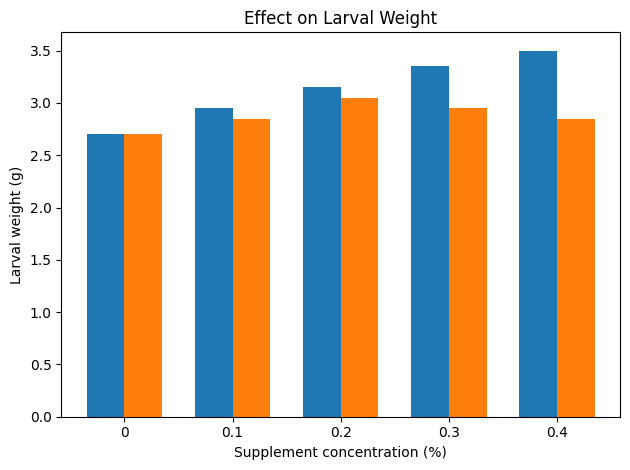 Effect on Larval Weight
Larval weight (g)
3.5
3.0
2.5
2.0
1.5
1.0
0.5
0.0
0 0.1 0.2 0.3 0.4
Supplement concentration (%)